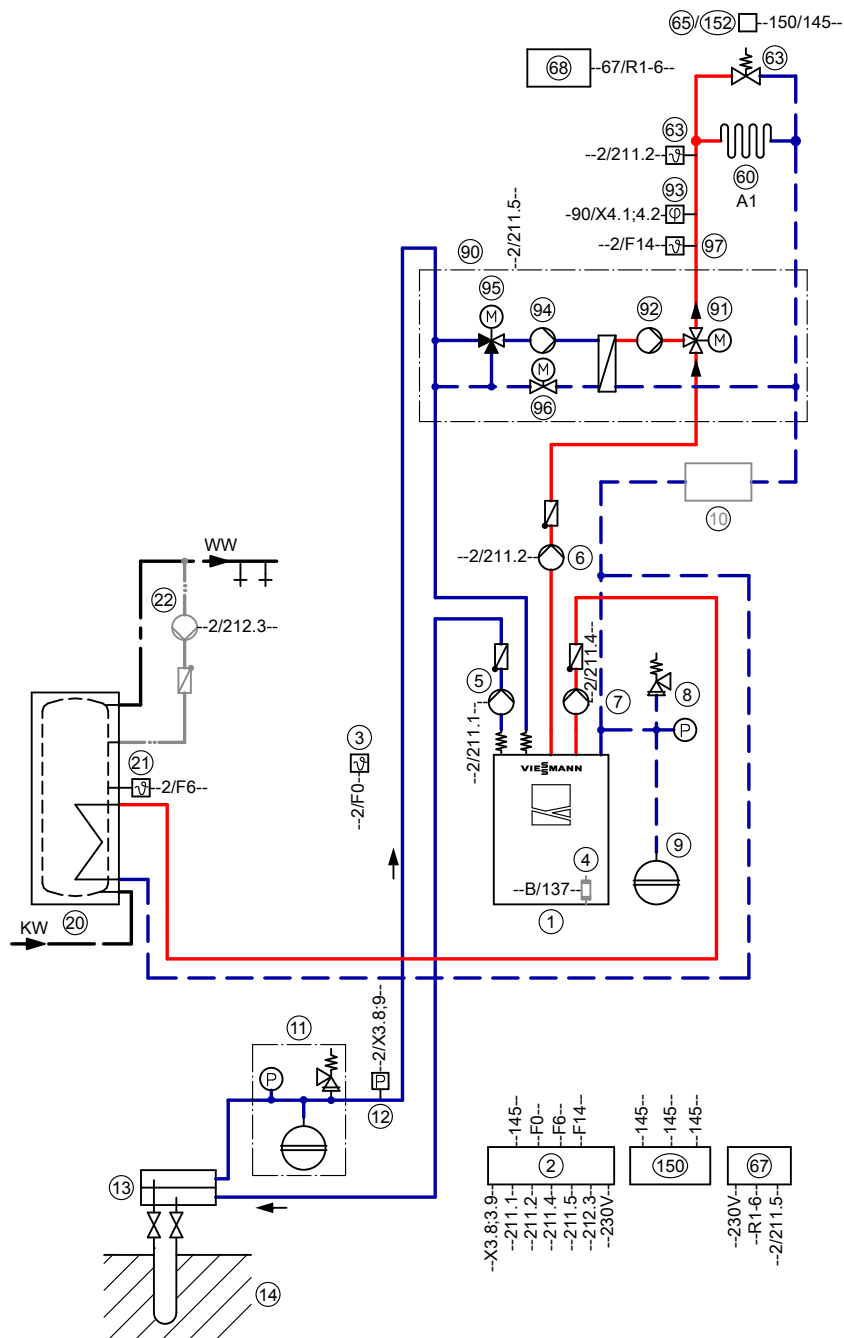 65/152 --150/145--
68 --67/R1-6--
63
63
--2/211.2--
60
A1
93
-90/X4.1;4.2-
--2/F14--
97
--2/211.5--
90
95
M
94
92
91
M
M
96
10
--2/211.2--
6
WW
22
--2/212.3--
5
--2/211.1--
--2/211.4--
7
8
P
3
--2/F0--
21
--2/F6--
VIESMANN
4
--B/137--
9
1
20
KW
11
P
--2/X3.8;9--
P
12
13
14
--145--
--F0--
--F6--
--F14--
2
--X3.8;3.9
--211.1--
--211.2--
--211.4--
--211.5--
--212.3--
--230V--
--145--
--145--
--145--
150
67
--230V--
--R1-6--
--2/211.5--